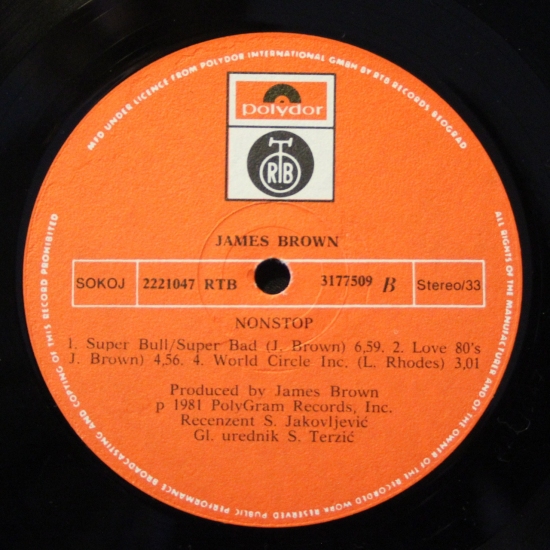 MFD UNDER LICENCE FROM POLYDOR INTERNATIONAL GMBH BY RTB RECORDS BEOGRAD
polydor
RTB
JAMES BROWN
SOKOJ 2221047 RTB 3177509 B Stereo/33
NONSTOP
1. Super Bull/Super Bad (J. Brown) 6,59. 2. Love 80's
J. Brown) 4,56. 4. World Circle Inc. (L. Rhodes) 3,01
Produced by James Brown
p 1981 PolyGram Records, Inc.
Recenzent S. Jakovljević
Gl. urednik S. Terzić
ALL RIGHTS OF THE MANUFACTURER AND OF THE OWNER OF THE RECORDED WORK RESERVED PUBLIC PERFORMANCE BROADCASTING AND COPYING OF THIS RECORD PROHIBITED